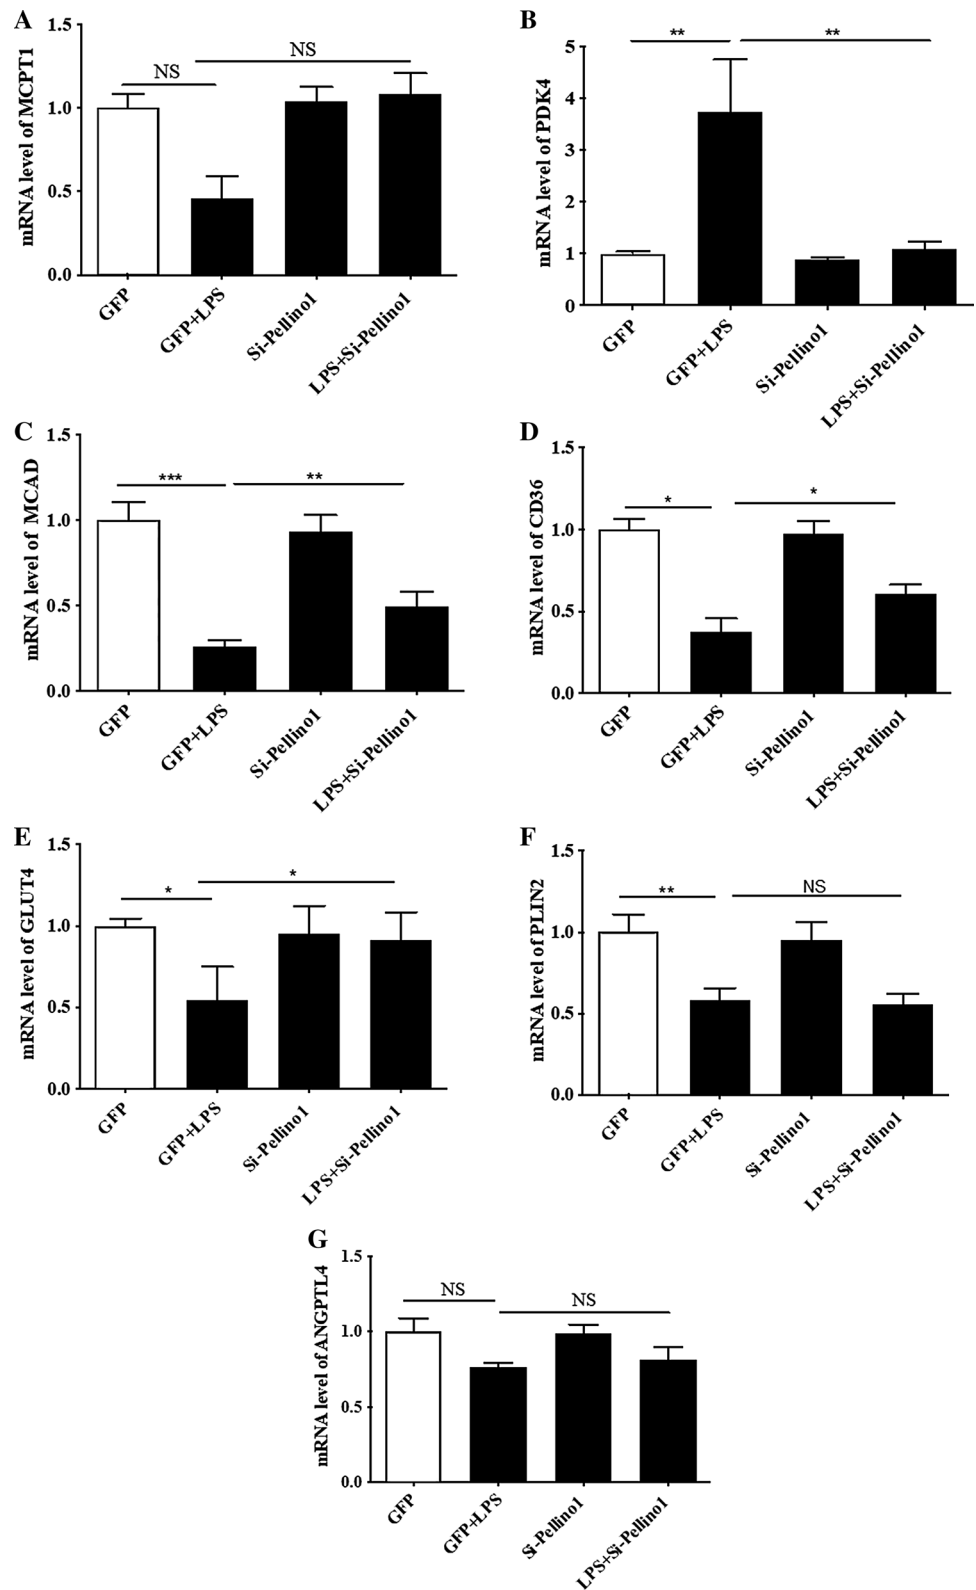 A
mRNA level of MCPT1
1.5
1.0
0.5
0.0
NS
NS
GFP
GFP+LPS
Si-Pellino1
LPS+Si-Pellino1
B
mRNA level of PDK4
5
4
3
2
1
0
**
**
GFP
GFP+LPS
Si-Pellino1
LPS+Si-Pellino1
C
mRNA level of MCAD
1.5
1.0
0.5
0.0
***
**
GFP
GFP+LPS
Si-Pellino1
LPS+Si-Pellino1
D
mRNA level of CD36
1.5
1.0
0.5
0.0
*
*
GFP
GFP+LPS
Si-Pellino1
LPS+Si-Pellino1
E
mRNA level of GLUT4
1.5
1.0
0.5
0.0
*
*
GFP
GFP+LPS
Si-Pellino1
LPS+Si-Pellino1
F
mRNA level of PLIN2
1.5
1.0
0.5
0.0
**
NS
GFP
GFP+LPS
Si-Pellino1
LPS+Si-Pellino1
G
mRNA level of ANGPTL4
1.5
1.0
0.5
0.0
NS
NS
GFP
GFP+LPS
Si-Pellino1
LPS+Si-Pellino1